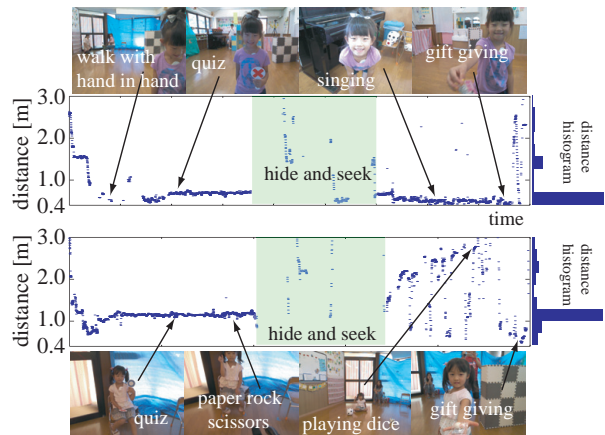 walk with
hand in hand
quiz
singing
gift giving
distance [m]
3.0
2.0
1.0
0.4
hide and seek
time
distance
histogram
distance [m]
3.0
2.0
1.0
0.4
hide and seek
distance
histogram
quiz
paper rock
scissors
playing dice
gift giving